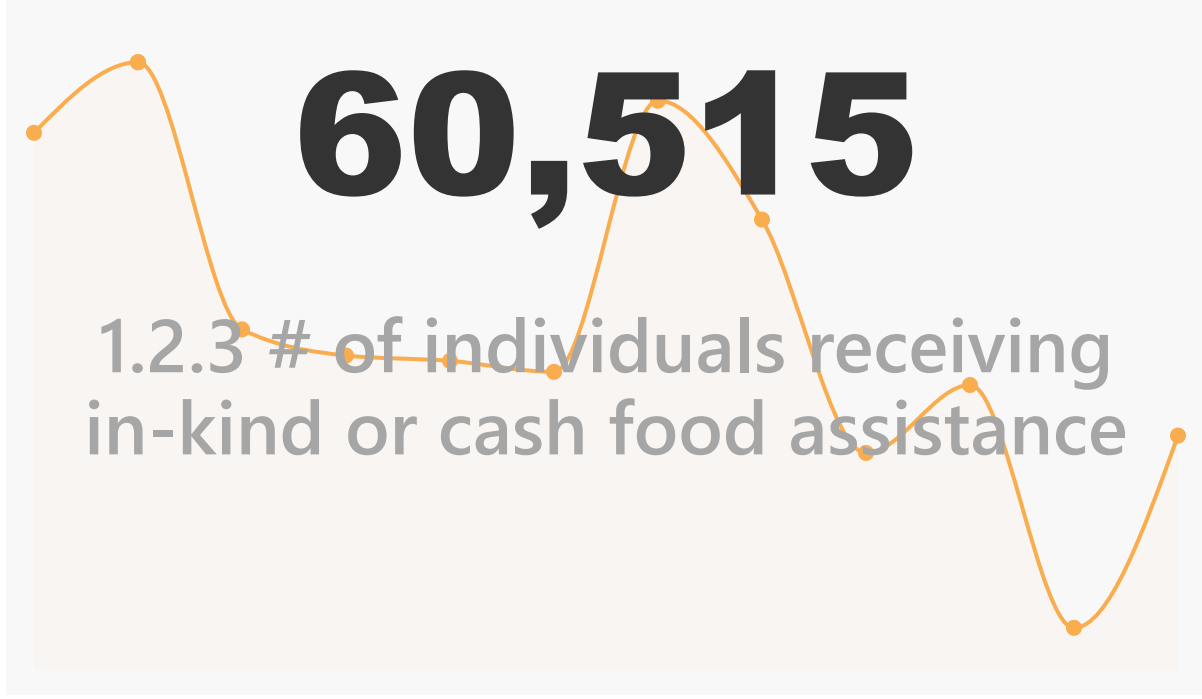 60,515
1.2.3 # of individuals receiving
in-kind or cash food assistance